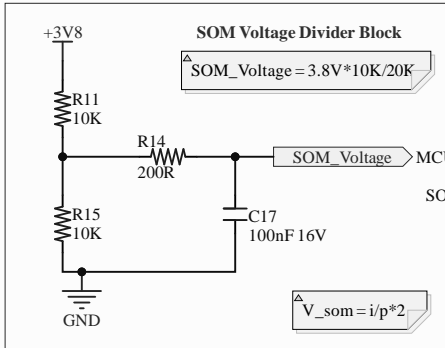 SOM Voltage Divider Block
+3V8
SOM_Voltage = 3.8V*10K/20K
R11
10K
R14
200R
SOM_Voltage
R15
10K
C17
100nF 16V
GND
V_som = i/p*2